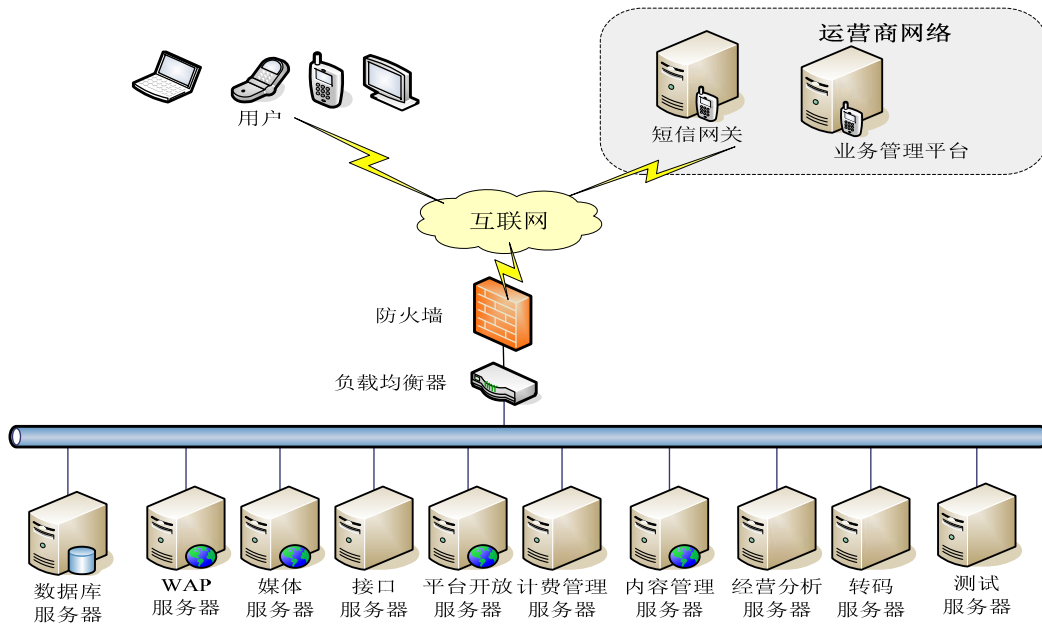 运营商网络
用户
短信网关
业务管理平台
互联网
防火墙
负载均衡器
数据库
服务器
WAP
服务器
媒体
服务器
接口
服务器
平台开放
服务器
计费管理
服务器
内容管理
服务器
经营分析
服务器
转码
服务器
测试
服务器